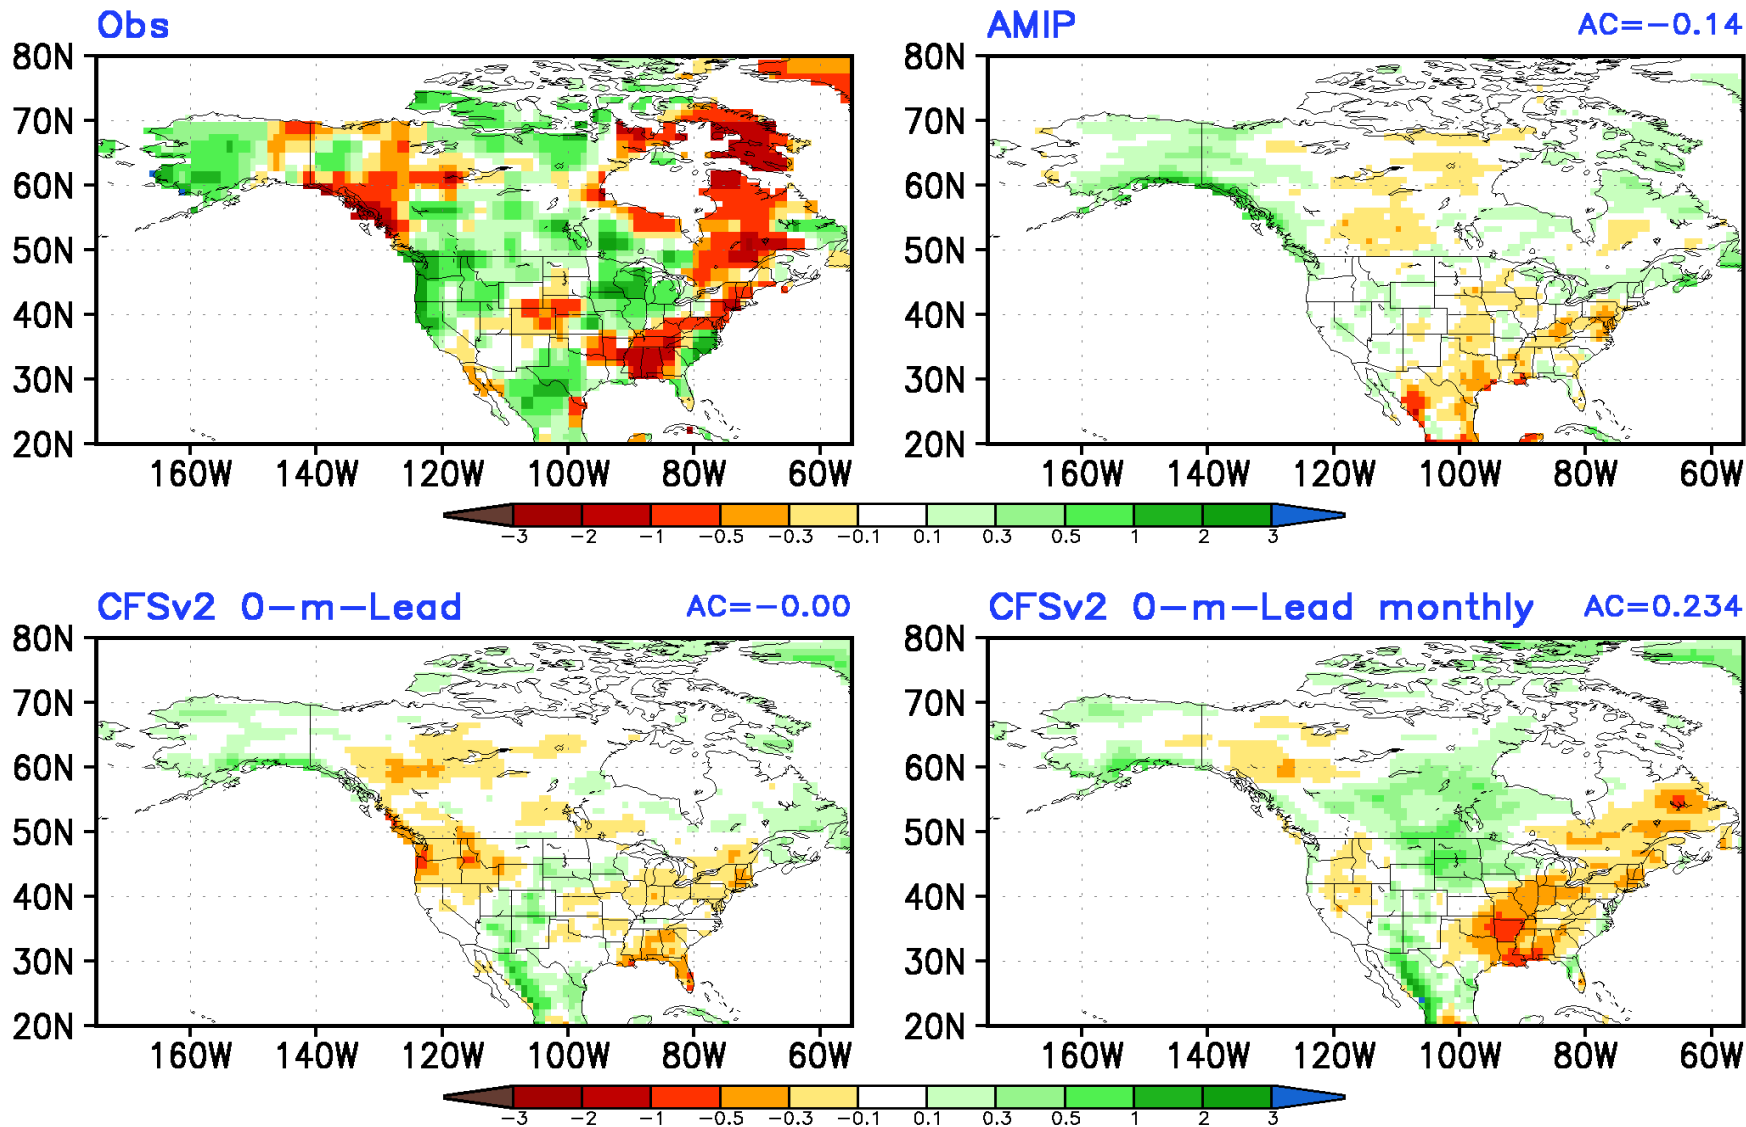 Obs
AMIP AC=−0.14
80N 80N
70N 70N
60N 60N
50N 50N
40N 40N
30N 30N
20N 20N
160W 140W 120W 100W 80W 60W 160W 140W 120W 100W 80W 60W
−3 −2 −1 −0.5 −0.3 −0.1 0.1 0.3 0.5 1 2 3
CFSv2 0−m−Lead AC=−0.00
CFSv2 0−m−Lead monthly AC=0.234
80N 80N
70N 70N
60N 60N
50N 50N
40N 40N
30N 30N
20N 20N
160W 140W 120W 100W 80W 60W 160W 140W 120W 100W 80W 60W
−3 −2 −1 −0.5 −0.3 −0.1 0.1 0.3 0.5 1 2 3